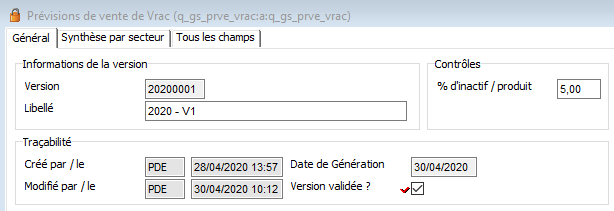 Prévisions de vente de Vrac (q_gs_prve_vrac:a:q_gs_prve_vrac)
Général Synthèse par secteur Tous les champs
Informations de la version
Version 20200001
Libellé 2020 - V1
Contrôles
% d'inactif / produit 5,00
Traçabilité
Créé par / le PDE 28/04/2020 13:57 Date de Génération 30/04/2020
Modifié par / le PDE 30/04/2020 10:12 Version validée ?